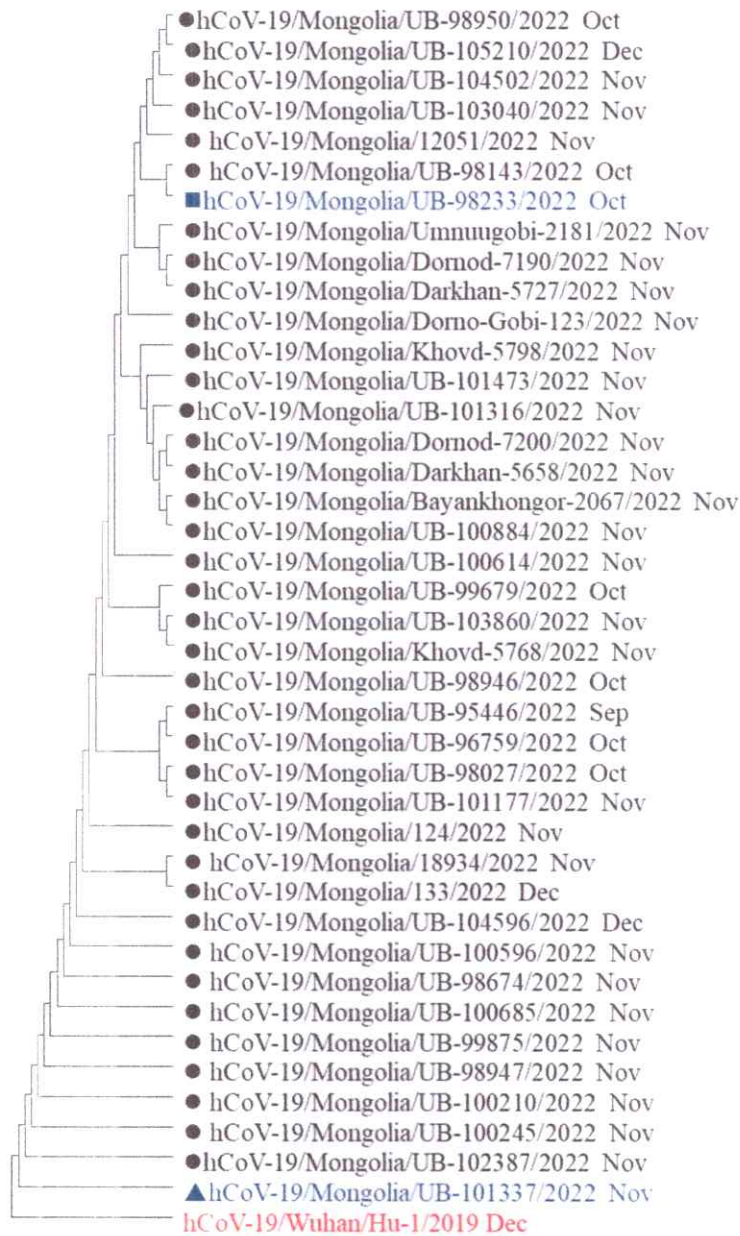 hCoV-19/Mongolia/UB-98950/2022 Oct
hCoV-19/Mongolia/UB-105210/2022 Dec
hCoV-19/Mongolia/UB-104502/2022 Nov
hCoV-19/Mongolia/UB-103040/2022 Nov
hCoV-19/Mongolia/12051/2022 Nov
hCoV-19/Mongolia/UB-98143/2022 Oct
hCoV-19/Mongolia/UB-98233/2022 Oct
hCoV-19/Mongolia/Umnuugobi-2181/2022 Nov
hCoV-19/Mongolia/Dornod-7190/2022 Nov
hCoV-19/Mongolia/Darkhan-5727/2022 Nov
hCoV-19/Mongolia/Dorno-Gobi-123/2022 Nov
hCoV-19/Mongolia/Khovd-5798/2022 Nov
hCoV-19/Mongolia/UB-101473/2022 Nov
hCoV-19/Mongolia/UB-101316/2022 Nov
hCoV-19/Mongolia/Dornod-7200/2022 Nov
hCoV-19/Mongolia/Darkhan-5658/2022 Nov
hCoV-19/Mongolia/Bayankhongor-2067/2022 Nov
hCoV-19/Mongolia/UB-100884/2022 Nov
hCoV-19/Mongolia/UB-100614/2022 Nov
hCoV-19/Mongolia/UB-99679/2022 Oct
hCoV-19/Mongolia/UB-103860/2022 Nov
hCoV-19/Mongolia/Khovd-5768/2022 Nov
hCoV-19/Mongolia/UB-98946/2022 Oct
hCoV-19/Mongolia/UB-95446/2022 Sep
hCoV-19/Mongolia/UB-96759/2022 Oct
hCoV-19/Mongolia/UB-98027/2022 Oct
hCoV-19/Mongolia/UB-101177/2022 Nov
hCoV-19/Mongolia/124/2022 Nov
hCoV-19/Mongolia/18934/2022 Nov
hCoV-19/Mongolia/133/2022 Dec
hCoV-19/Mongolia/UB-104596/2022 Dec
hCoV-19/Mongolia/UB-100596/2022 Nov
hCoV-19/Mongolia/UB-98674/2022 Nov
hCoV-19/Mongolia/UB-100685/2022 Nov
hCoV-19/Mongolia/UB-99875/2022 Nov
hCoV-19/Mongolia/UB-98947/2022 Nov
hCoV-19/Mongolia/UB-100210/2022 Nov
hCoV-19/Mongolia/UB-100245/2022 Nov
hCoV-19/Mongolia/UB-102387/2022 Nov
hCoV-19/Mongolia/UB-101337/2022 Nov
hCoV-19/Wuhan/Hu-1/2019 Dec